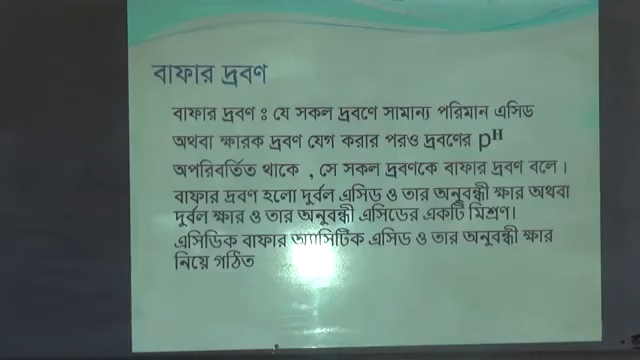 বাফার দ্রবণ
বাফার দ্রবণ : যে সকল দ্রবণে সামান্য পরিমান এসিড
অথবা ক্ষারক দ্রবণ যেগ করার পরও দ্রবণের pᴴ
অপরিবর্তিত থাকে , সে সকল দ্রবণকে বাফার দ্রবণ বলে।
বাফার দ্রবণ হলো দুর্বল এসিড ও তার অনুবন্ধী ক্ষার অথবা
দুর্বল ক্ষার ও তার অনুবন্ধী এসিডের একটি মিশ্রণ।
এসিডিক বাফার অ্যাসিটিক এসিড ও তার অনুবন্ধী ক্ষার
নিয়ে গঠিত